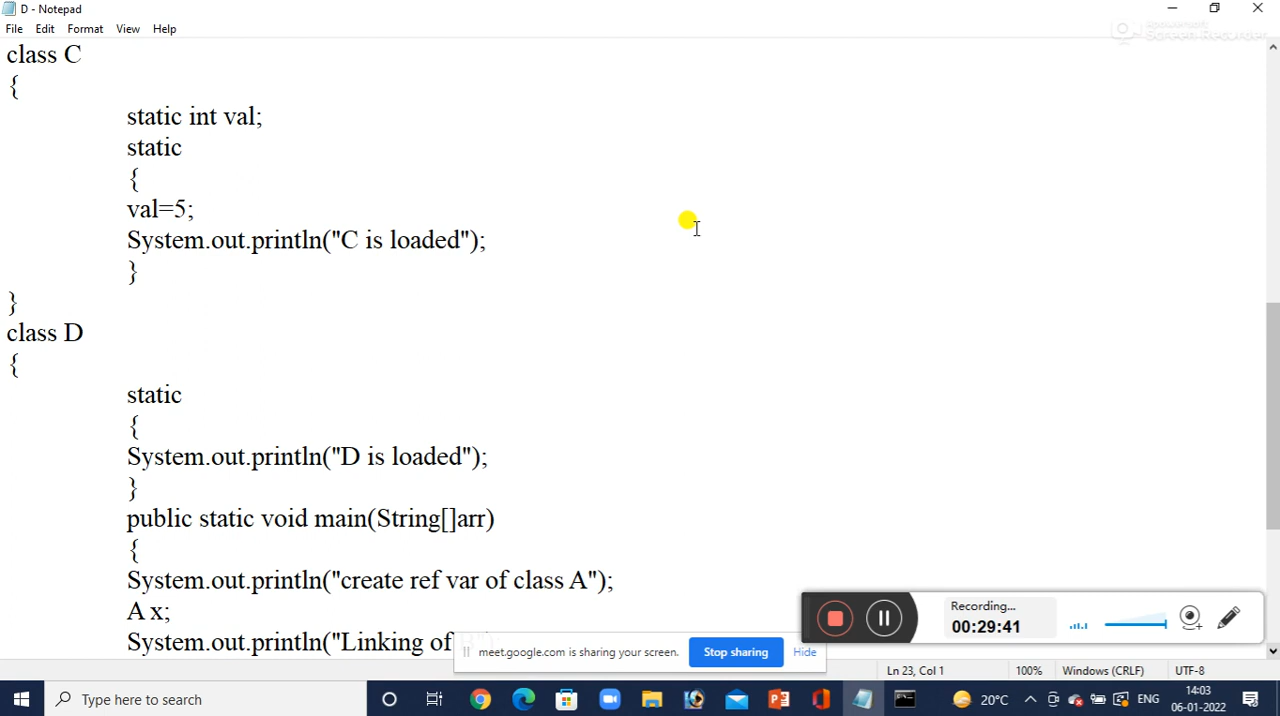 D - Notepad
File Edit Format View Help
Apowersoft
Screen Recorder
class C
{
static int val;
static
{
val=5;
System.out.println("C is loaded");
}
}
class D
{
static
{
System.out.println("D is loaded");
}
public static void main(String[]arr)
{
System.out.println("create ref var of class A");
A x;
System.out.println("Linking of
Recording...
00:29:41
meet.google.com is sharing your screen. Stop sharing Hide
Ln 23, Col 1 100% Windows (CRLF) UTF-8
Type here to search
20°C ENG 14:03
06-01-2022